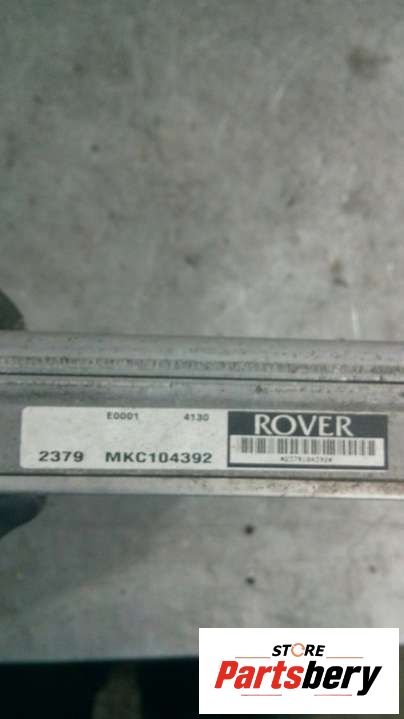 E0001 4130
2379 MKC104392
ROVER
STORE
Partsbery